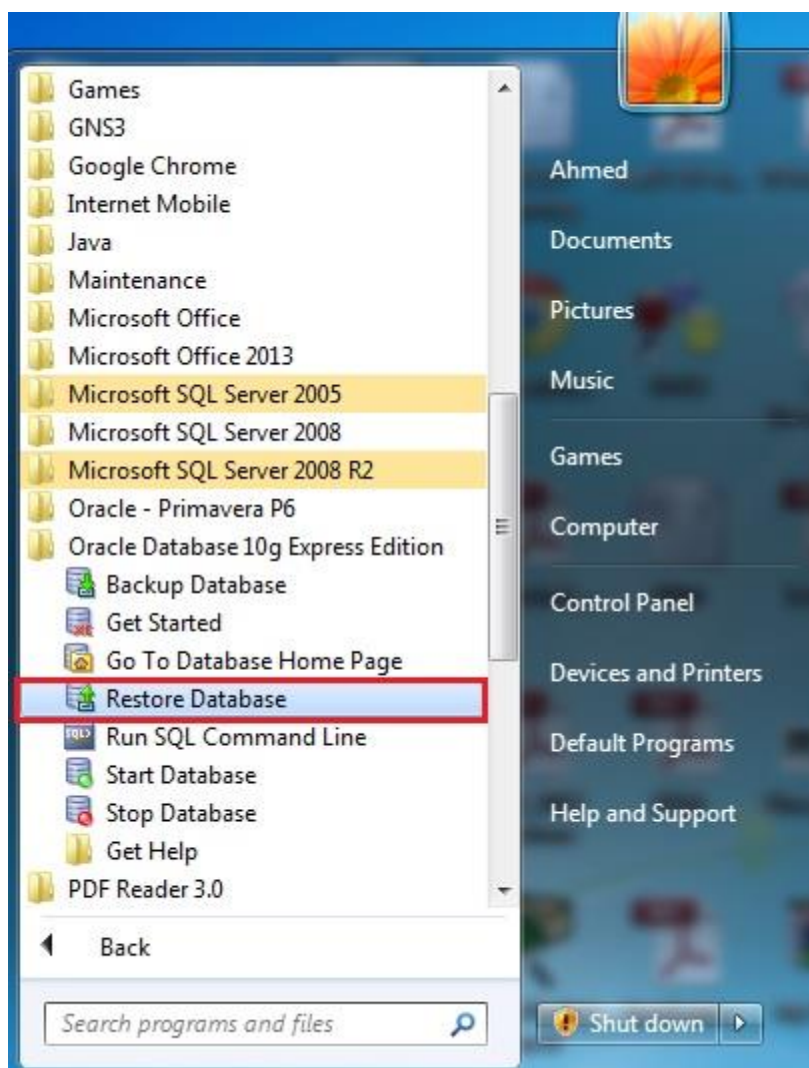 Games
GNS3
Google Chrome
Internet Mobile
Java
Maintenance
Microsoft Office
Microsoft Office 2013
Microsoft SQL Server 2005
Microsoft SQL Server 2008
Microsoft SQL Server 2008 R2
Oracle - Primavera P6
Oracle Database 10g Express Edition
Backup Database
Get Started
Go To Database Home Page
Restore Database
Run SQL Command Line
Start Database
Stop Database
Get Help
PDF Reader 3.0
Back
Search programs and files
Ahmed
Documents
Pictures
Music
Games
Computer
Control Panel
Devices and Printers
Default Programs
Help and Support
Shut down